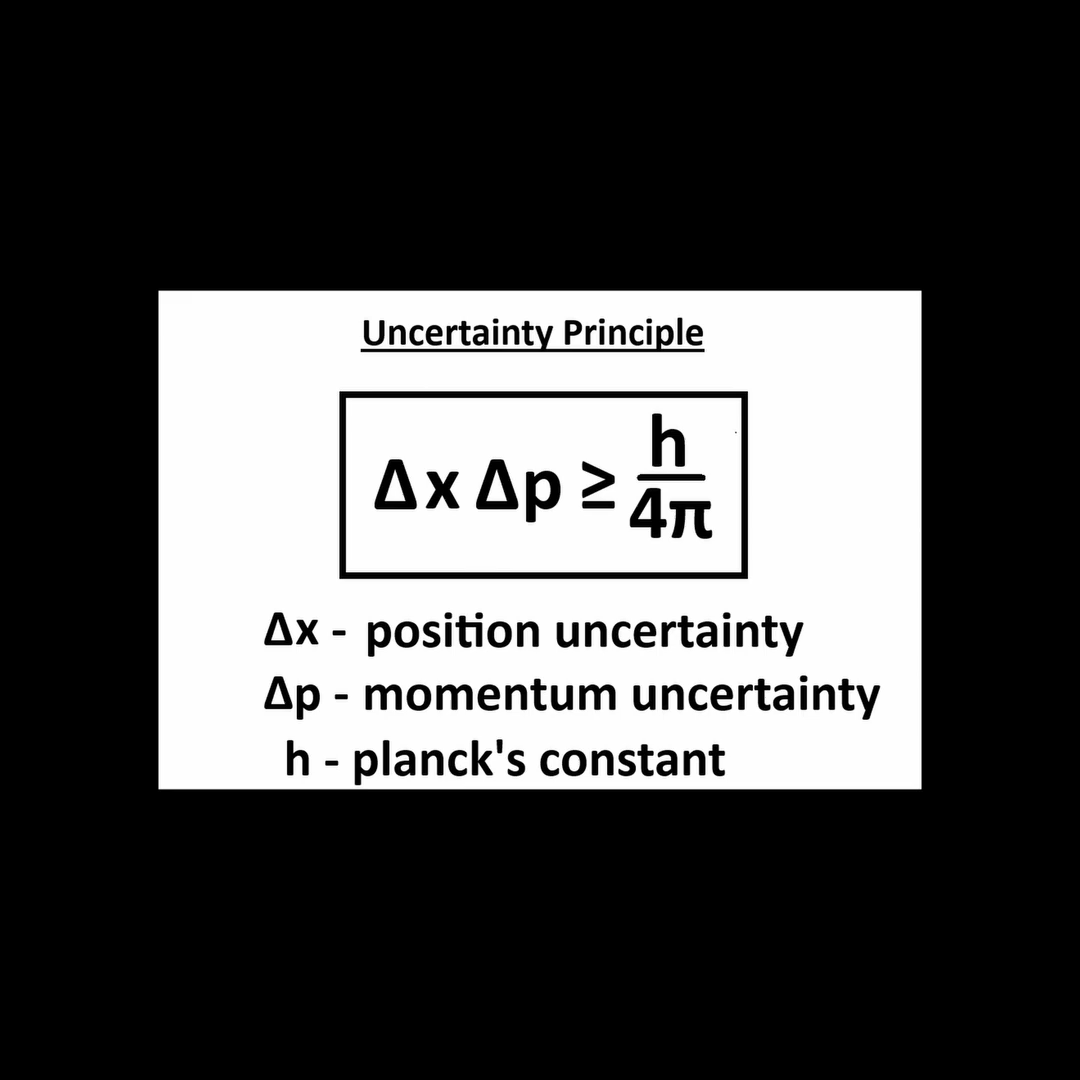 Uncertainty Principle
Δx Δp ≥ h/4π
Δx - position uncertainty
Δp - momentum uncertainty
h - planck's constant